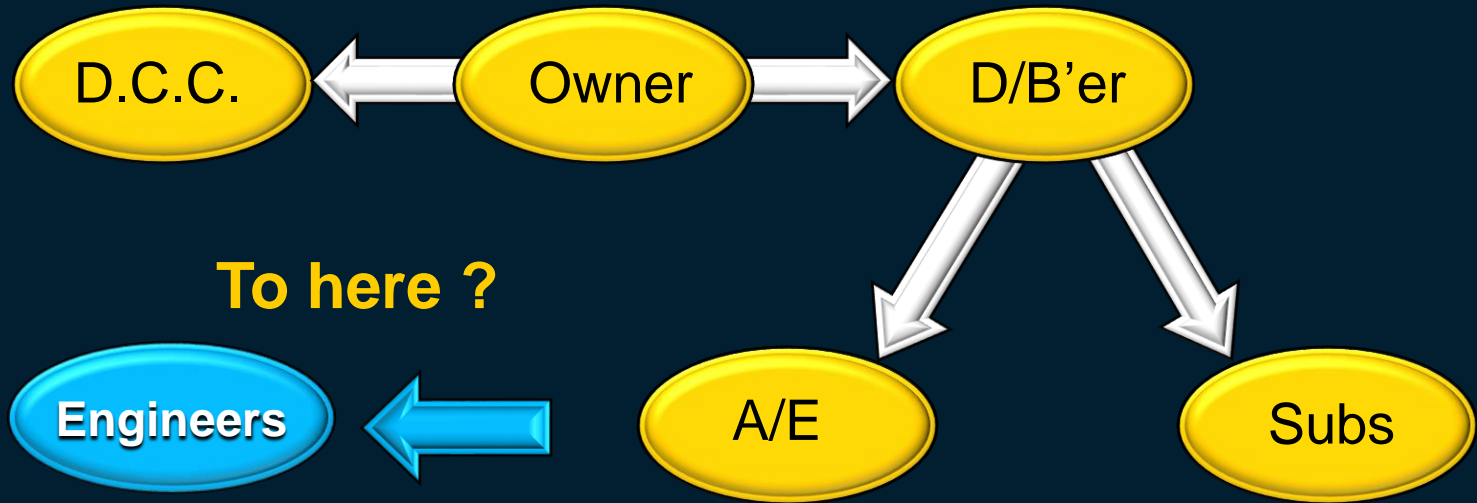 D.C.C.
Owner
D/B’er
To here ?
Engineers
A/E
Subs